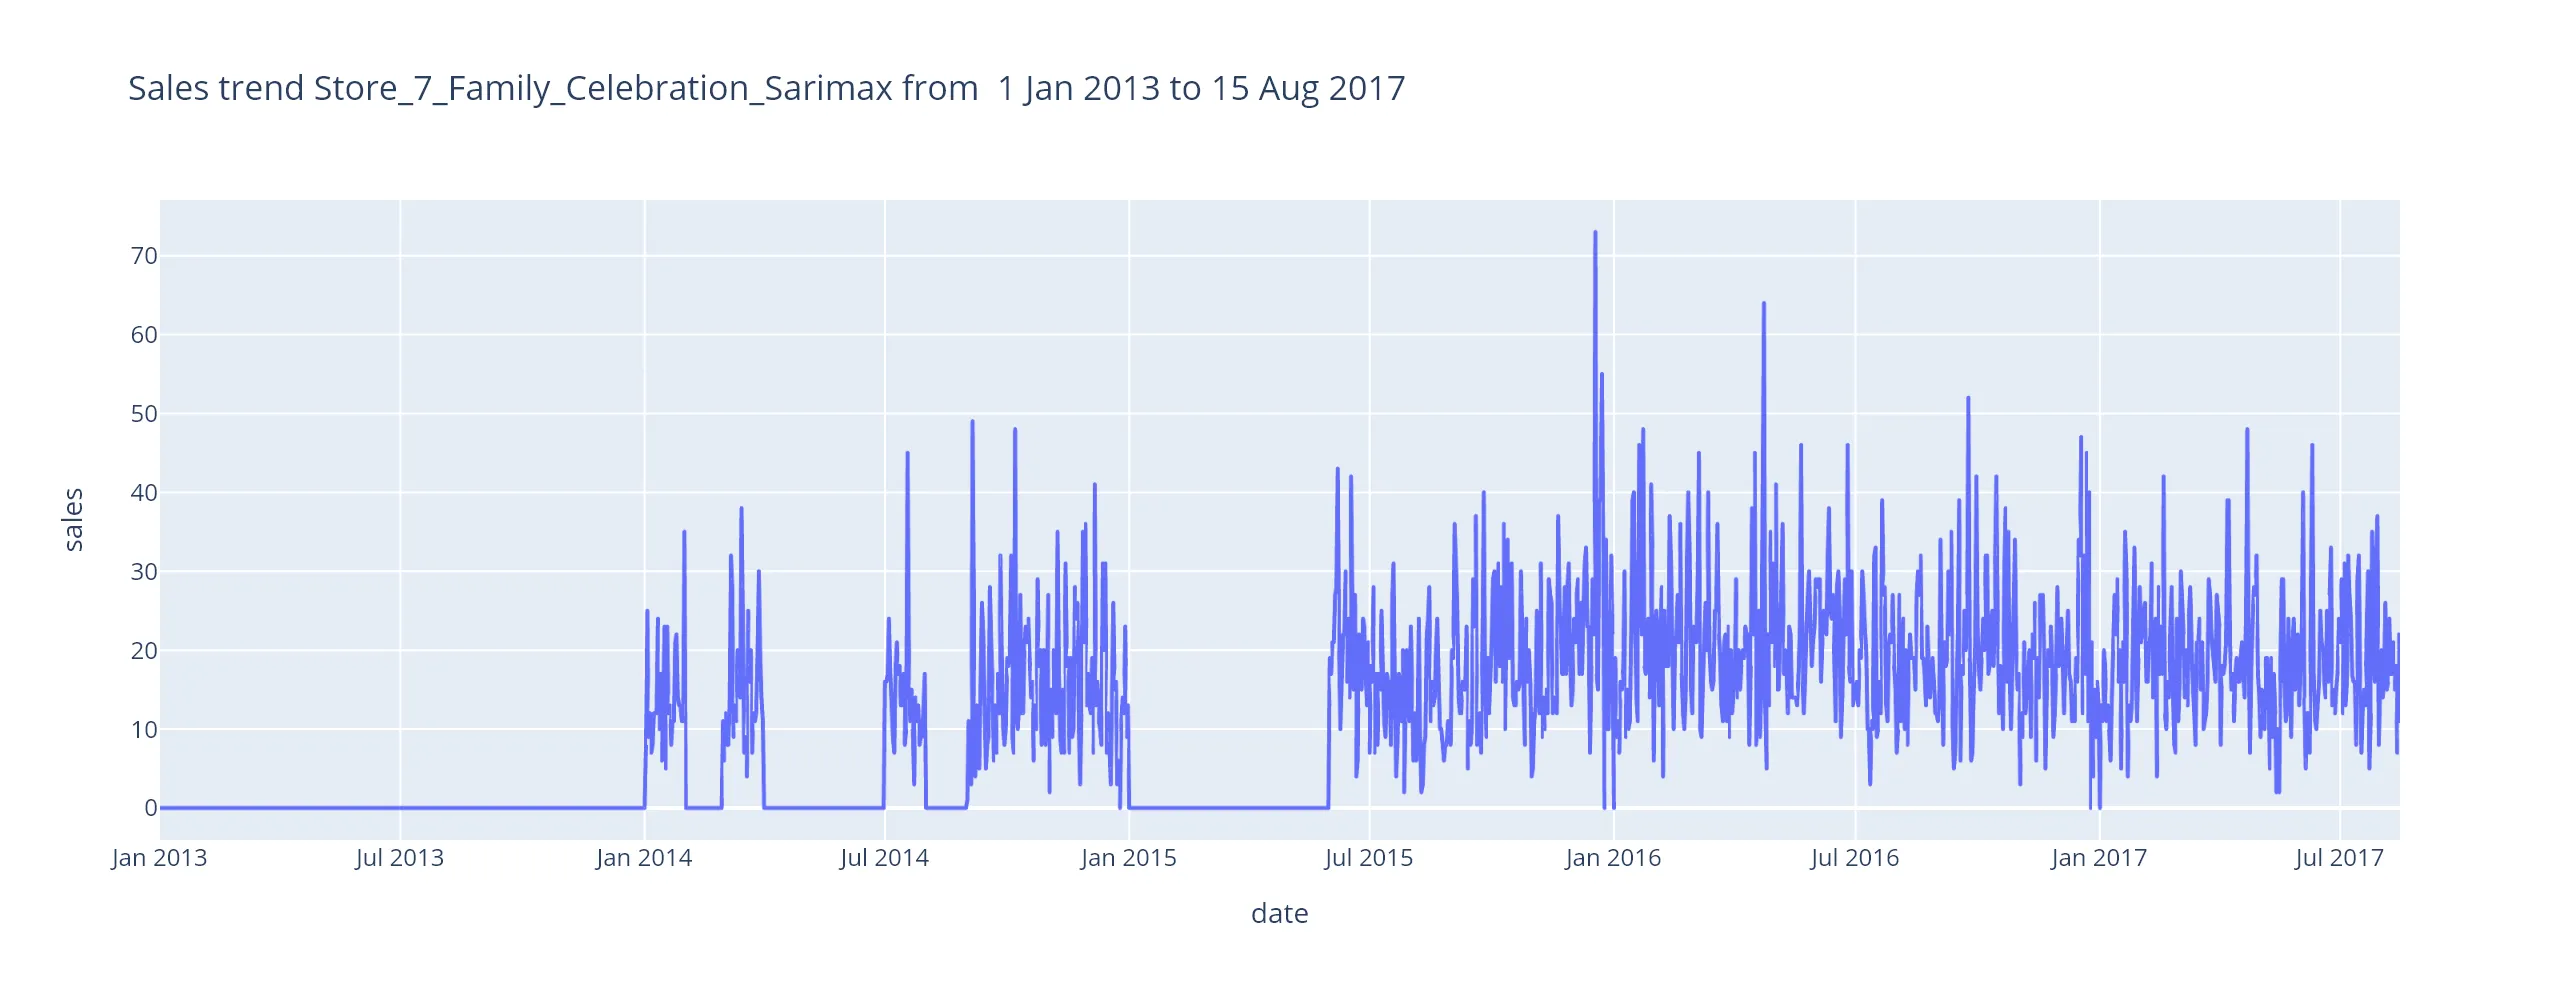 Sales trend Store_7_Family_Celebration_Sarimax from  1 Jan 2013 to 15 Aug 2017
70
60
50
40
30
20
10
0
sales
Jan 2013 Jul 2013 Jan 2014 Jul 2014 Jan 2015 Jul 2015 Jan 2016 Jul 2016 Jan 2017 Jul 2017
date